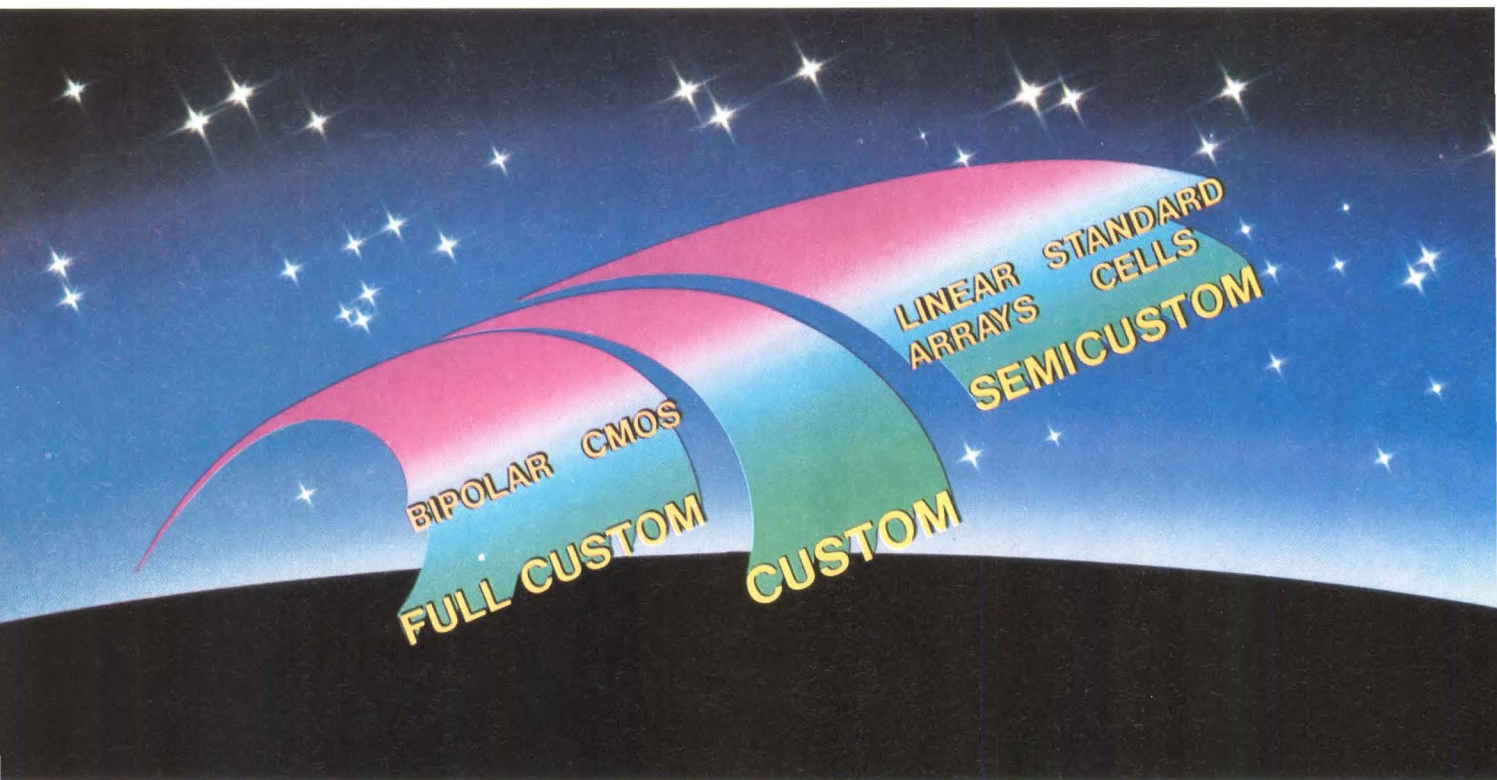 BIPOLAR CMOS
FULL CUSTOM
CUSTOM
LINEAR STANDARD
ARRAYS CELLS
SEMICUSTOM